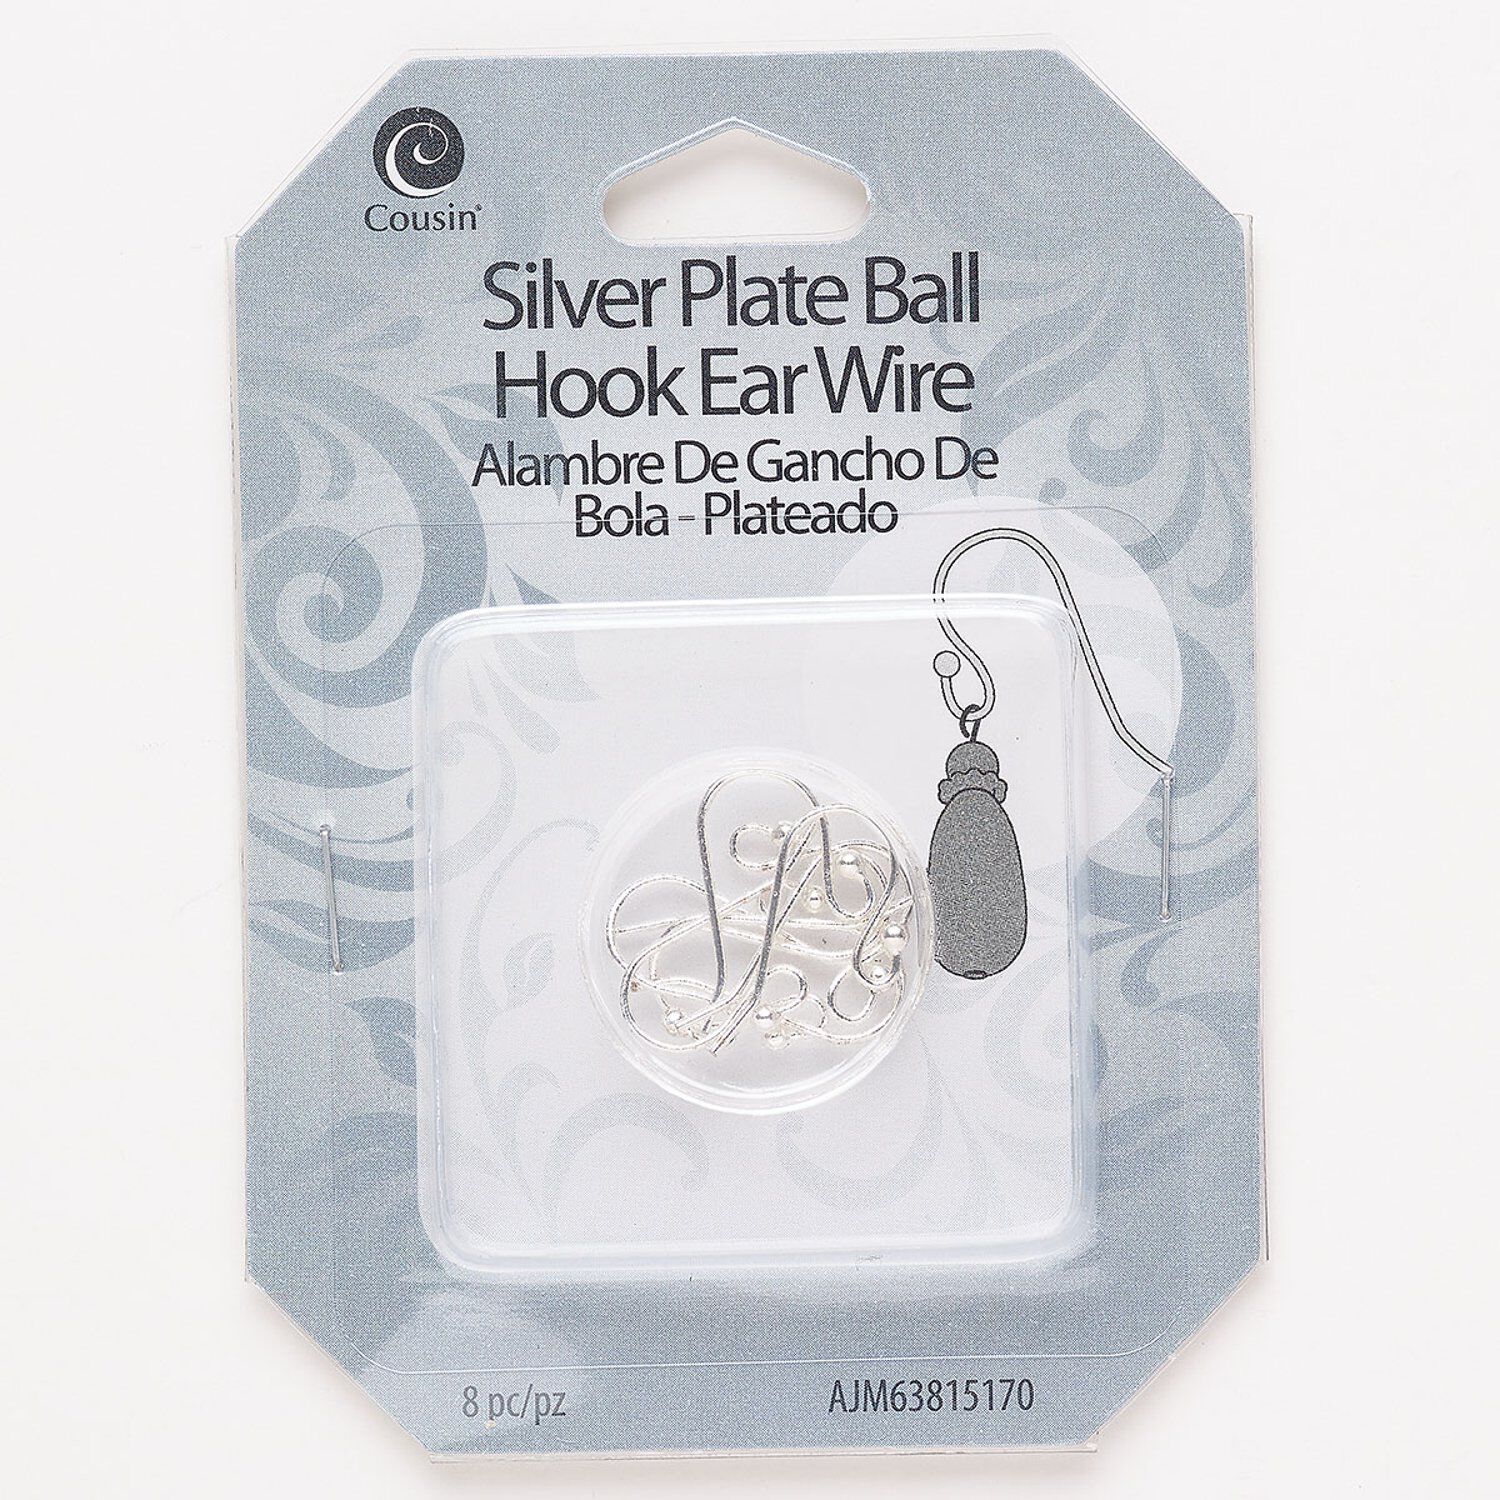 Cousin®
Silver Plate Ball
Hook Ear Wire
Alambre De Gancho De
Bola - Plateado
8 pc/pz
AJM63815170